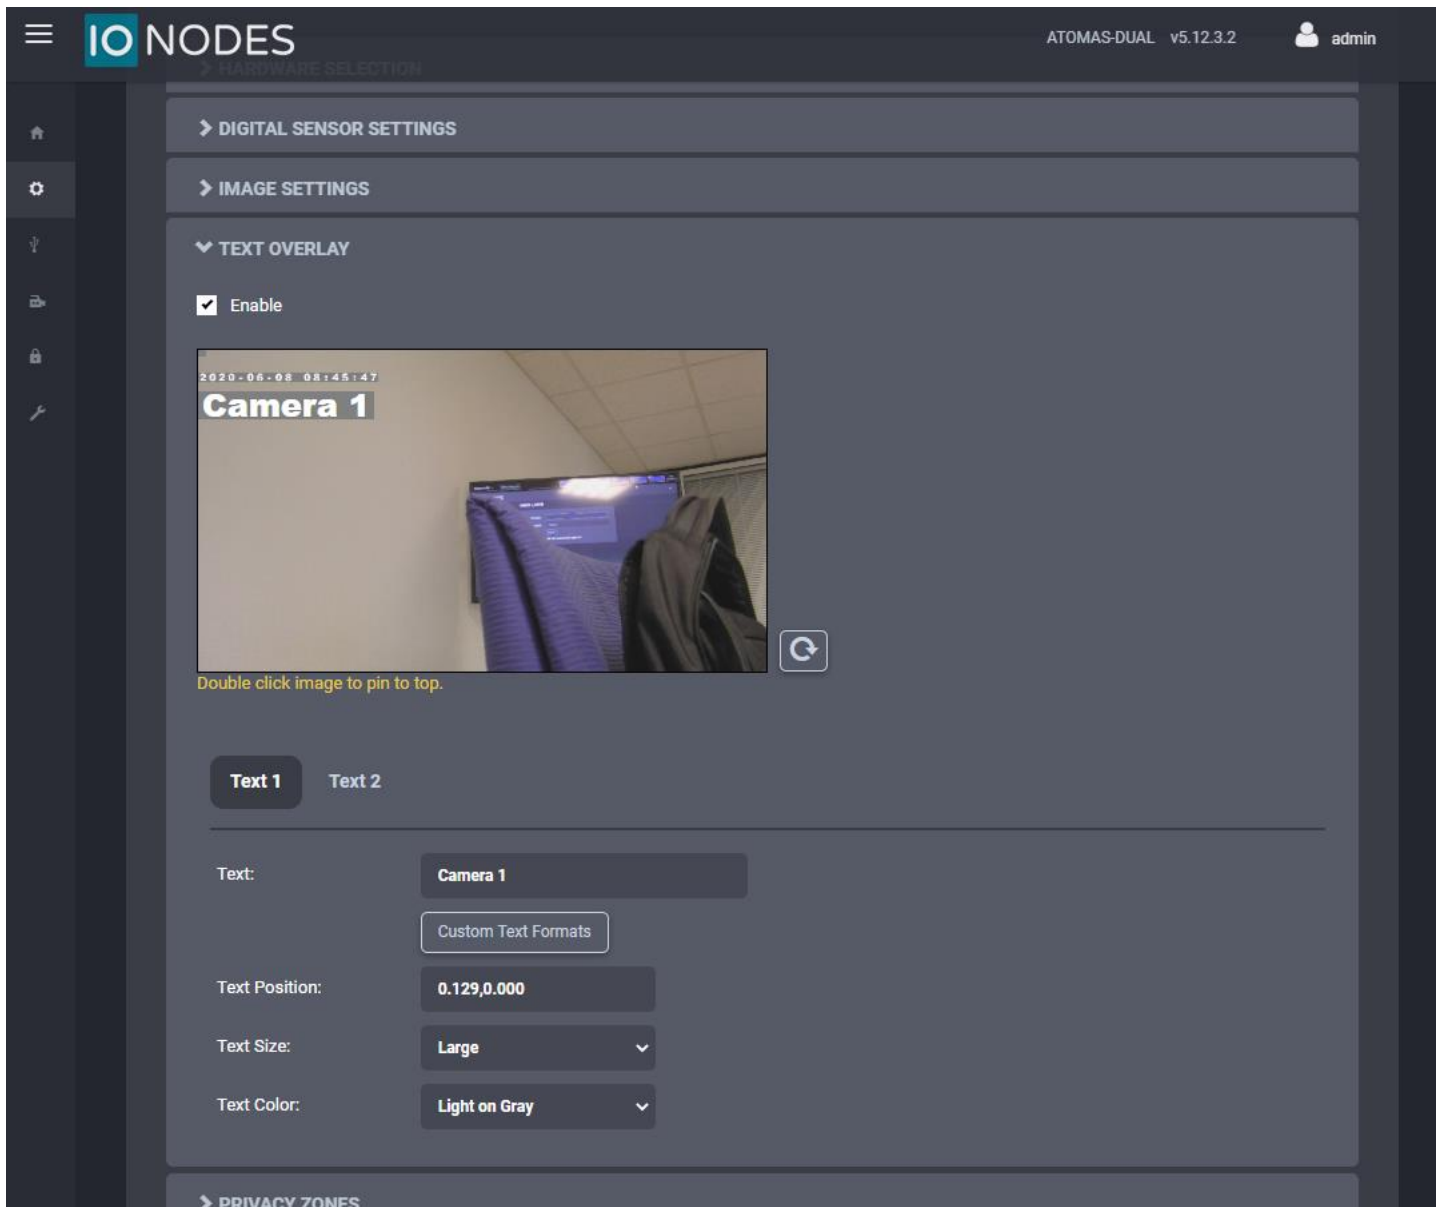 IO NODES
ATOMAS-DUAL v5.12.3.2
admin
HARDWARE SELECTION
DIGITAL SENSOR SETTINGS
IMAGE SETTINGS
TEXT OVERLAY
Enable
2020-06-08 08:45:47
Camera 1
Double click image to pin to top.
Text 1 Text 2
Text: Camera 1
Custom Text Formats
Text Position: 0.129,0.000
Text Size: Large
Text Color: Light on Gray
PRIVACY ZONES